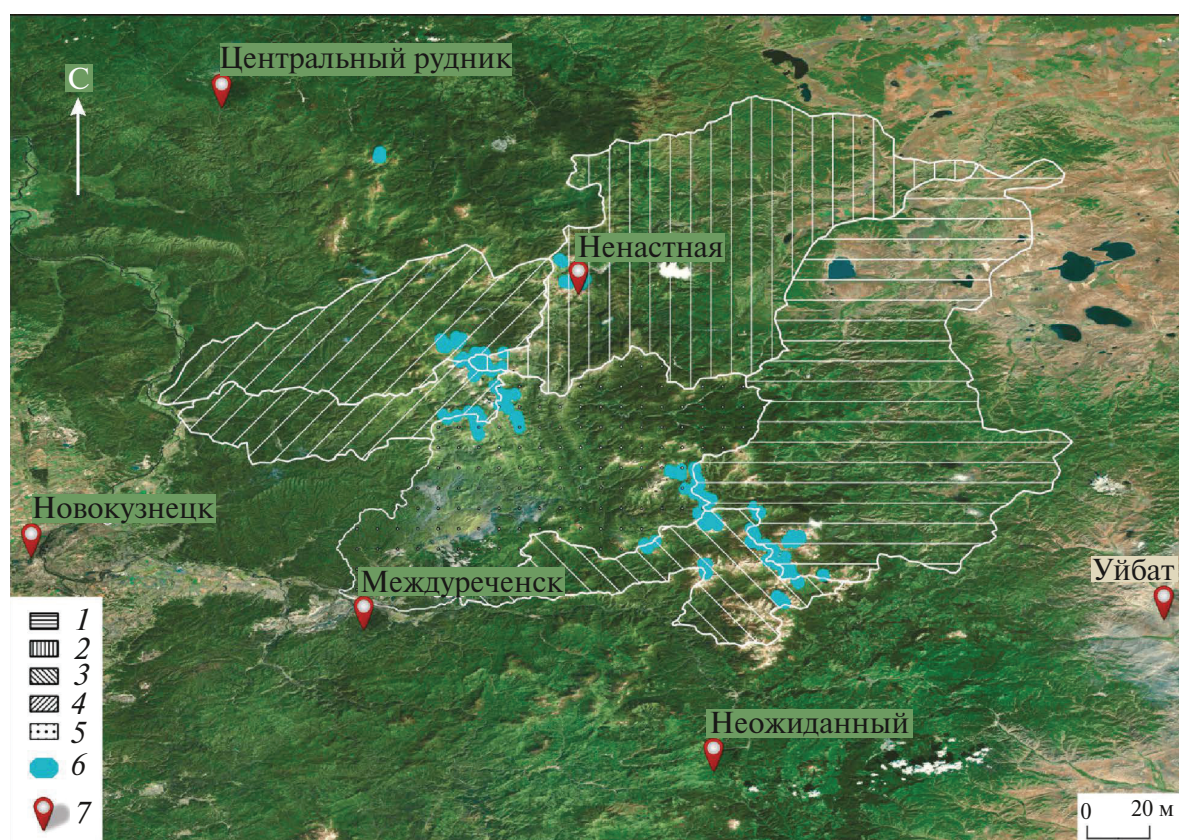 Центральный рудник
С
Ненастная
Новокузнецк
Междуреченск
Уйбат
Неожиданный
1
2
3
4
5
6
7
0 20 м